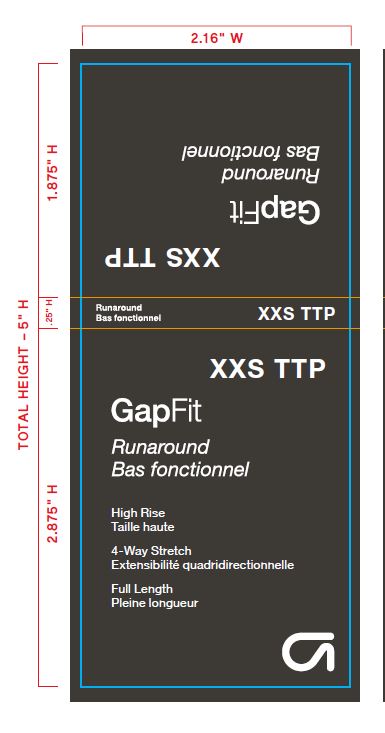 2.16" W
1.875" H
Bas fonctionnel
Runaround
GapFit
XXS TTP
.25" H
Runaround
Bas fonctionnel
XXS TTP
TOTAL HEIGHT – 5" H
XXS TTP
GapFit
Runaround
Bas fonctionnel
2.875" H
High Rise
Taille haute
4-Way Stretch
Extensibilité quadridirectionnelle
Full Length
Pleine longueur